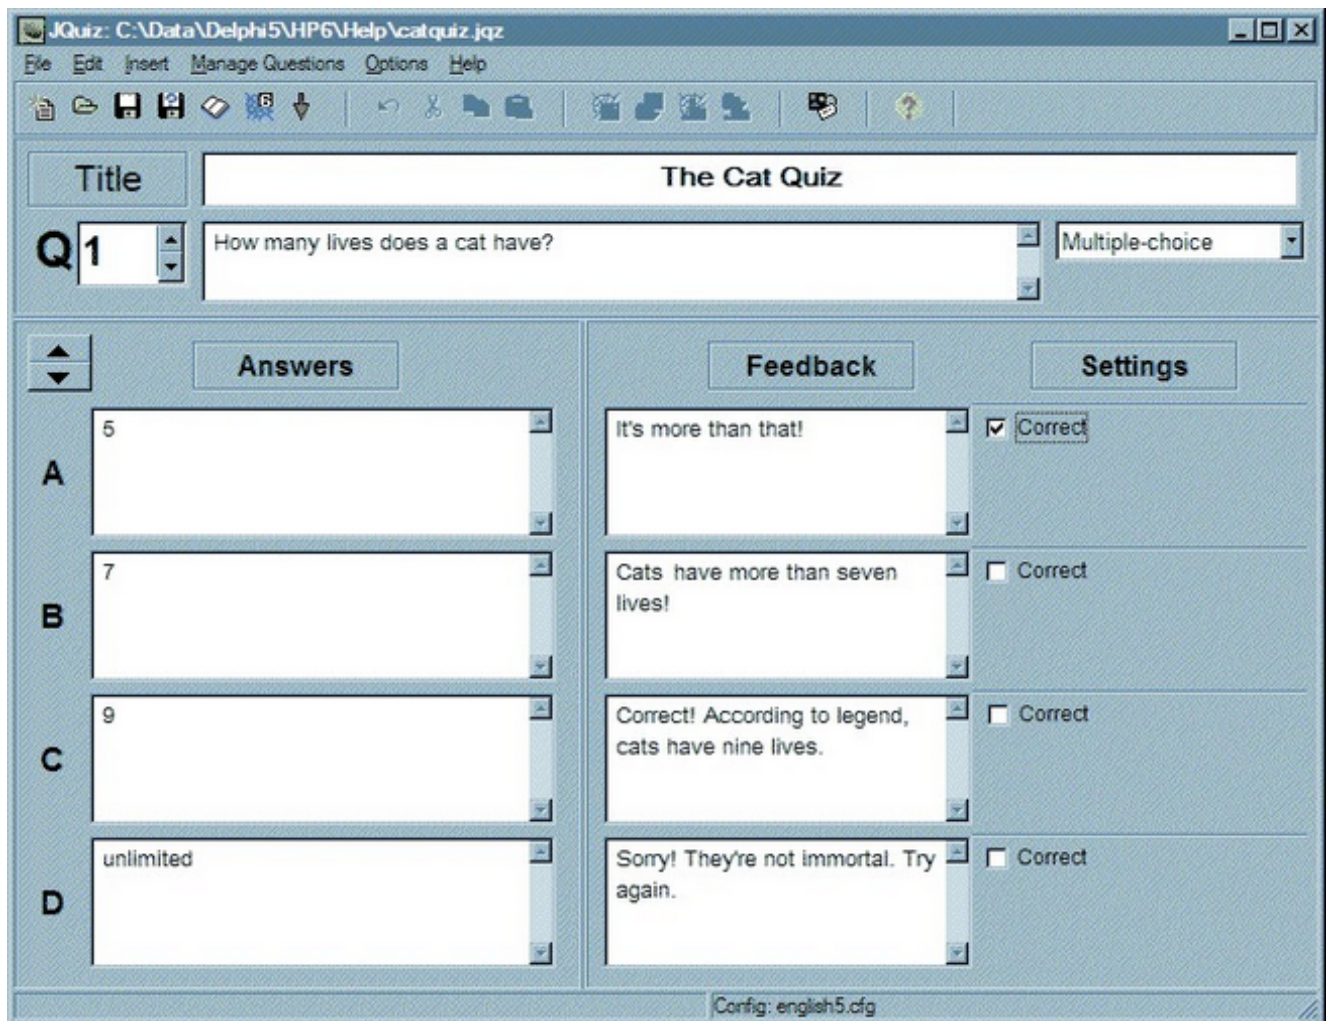 JQuiz: C:\Data\Delphi5\HP6\Help\catquiz.jqz
File Edit Insert Manage Questions Options Help
Title The Cat Quiz
Q 1 How many lives does a cat have? Multiple-choice
Answers Feedback Settings
A 5 It's more than that! Correct
B 7 Cats have more than seven Correct
lives!
C 9 Correct! According to legend, Correct
cats have nine lives.
D unlimited Sorry! They're not immortal. Try Correct
again.
Config: english5.cfg